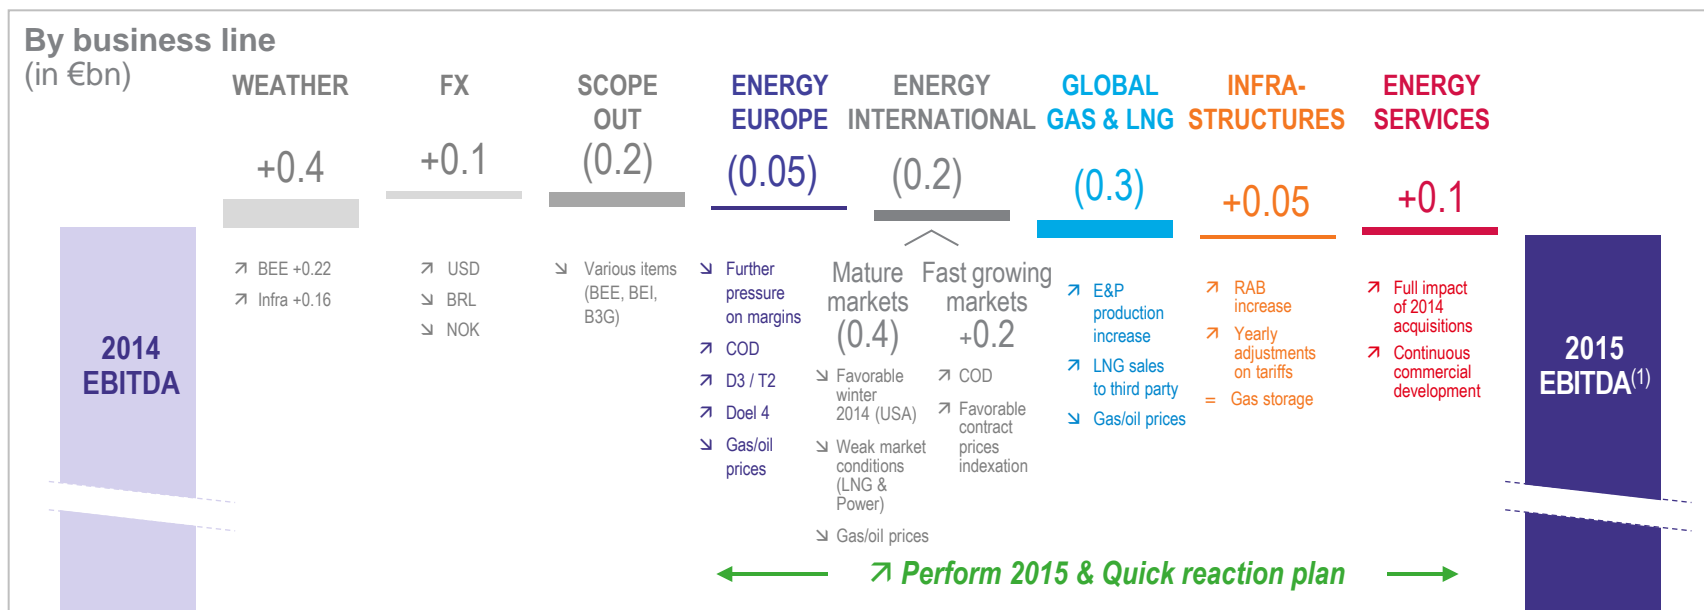 By business line
(in €bn)
WEATHER
+0.4
↗ BEE +0.22
↗ Infra +0.16
FX
+0.1
↗ USD
↘ BRL
↘ NOK
SCOPE
OUT
(0.2)
↘ Various items
(BEE, BEI,
B3G)
ENERGY
EUROPE
(0.05)
↘ Further
pressure
on margins
↗ COD
↗ D3 / T2
↗ Doel 4
↘ Gas/oil
prices
ENERGY
INTERNATIONAL
(0.2)
Mature
markets
(0.4)
↘ Favorable
winter
2014 (USA)
↘ Weak market
conditions
(LNG &
Power)
↘ Gas/oil prices
Fast growing
markets
+0.2
↗ COD
↗ Favorable
contract
prices
indexation
GLOBAL
GAS & LNG
(0.3)
↗ E&P
production
increase
↗ LNG sales
to third party
↘ Gas/oil prices
INFRA-
STRUCTURES
+0.05
↗ RAB
increase
↗ Yearly
adjustments
on tariffs
= Gas storage
ENERGY
SERVICES
+0.1
↗ Full impact
of 2014
acquisitions
↗ Continuous
commercial
development
2014
EBITDA
2015
EBITDA(1)
↗ Perform 2015 & Quick reaction plan